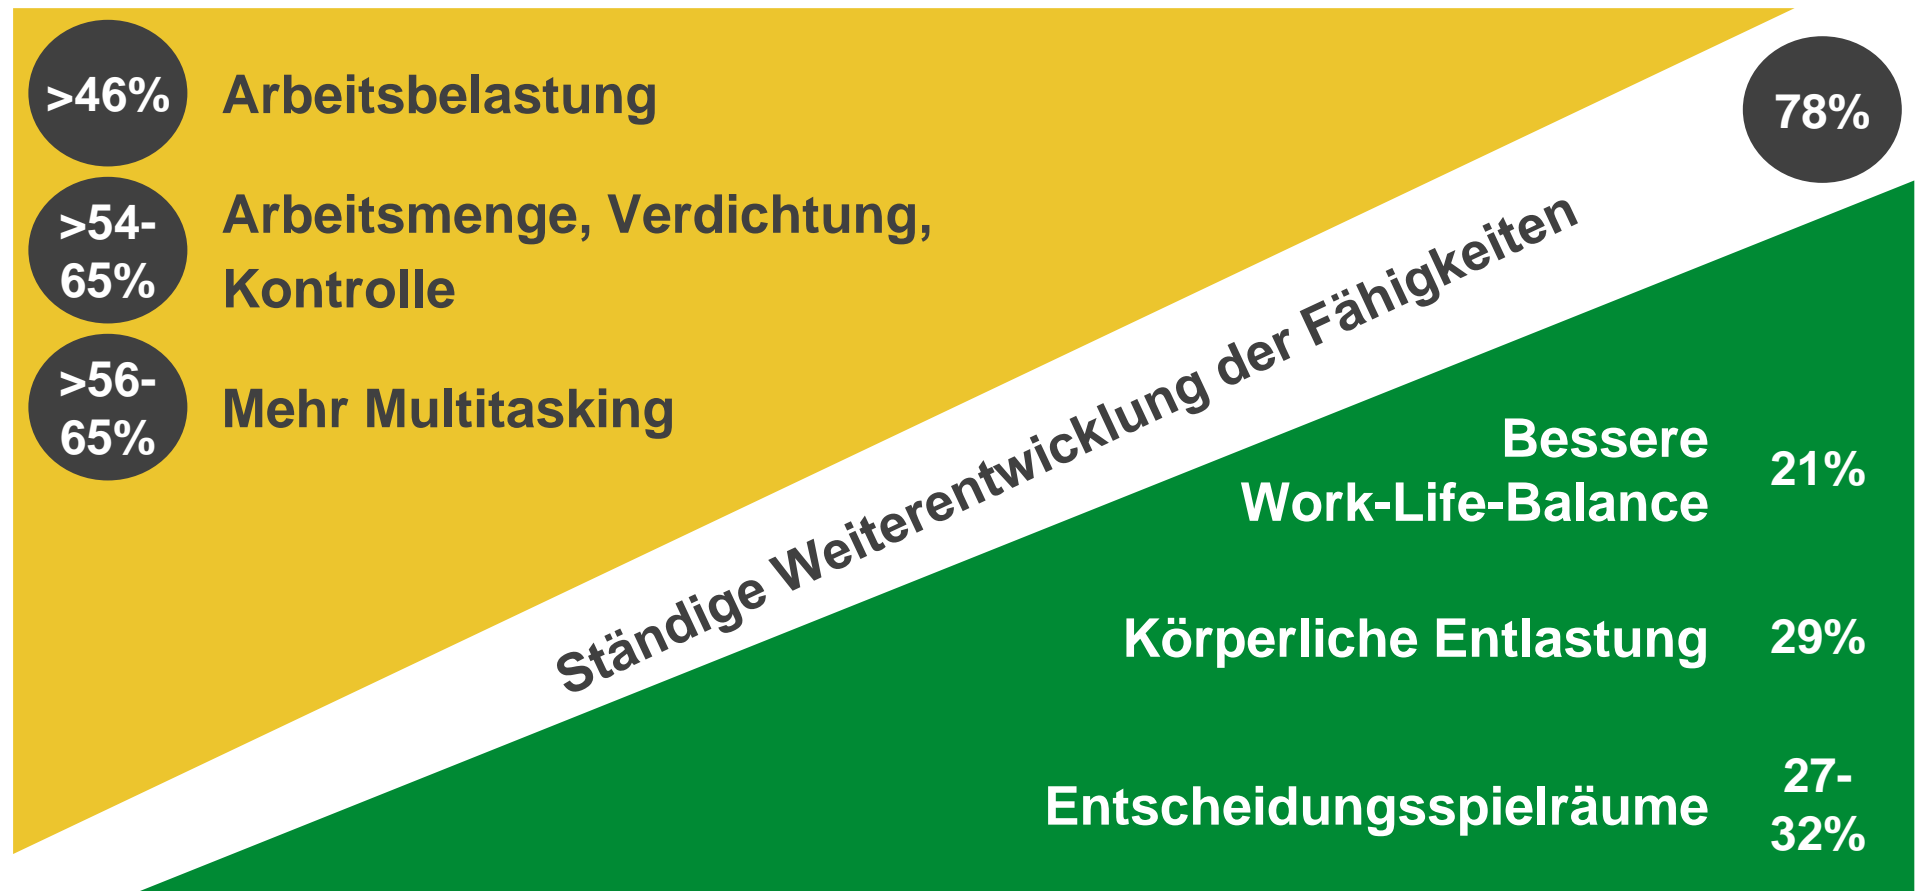 >46%
Arbeitsbelastung
>54-
65%
Arbeitsmenge, Verdichtung,
Kontrolle
>56-
65%
Mehr Multitasking
78%
Ständige Weiterentwicklung der Fähigkeiten
Bessere
Work-Life-Balance
21%
Körperliche Entlastung
29%
Entscheidungsspielräume
27-
32%